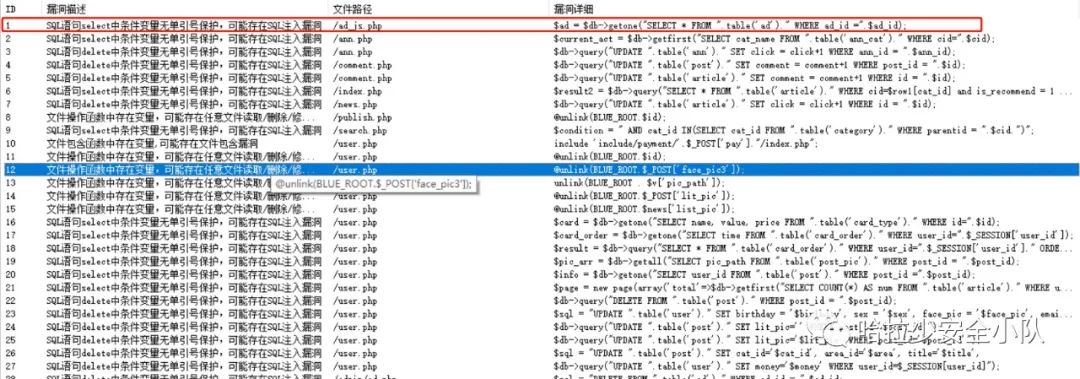 ID 漏洞描述 文件路径 漏洞详细
1 SQL语句select中条件变量无单引号保护，可能存在SQL注入漏洞 /ad_js.php $ad = $db->getone("SELECT * FROM ".table('ad')." WHERE ad_id =".$ad_id);
2 SQL语句select中条件变量无单引号保护，可能存在SQL注入漏洞 /ann.php $current_act = $db->getfirst("SELECT cat_name FROM ".table('ann_cat')." WHERE cid=".$cid);
3 SQL语句delete中条件变量无单引号保护，可能存在SQL注入漏洞 /ann.php $db->query("UPDATE ".table('ann')." SET click = click+1 WHERE ann_id = ".$ann_id);
4 SQL语句delete中条件变量无单引号保护，可能存在SQL注入漏洞 /comment.php $db->query("UPDATE ".table('post')." SET comment = comment+1 WHERE post_id = ".$id);
5 SQL语句delete中条件变量无单引号保护，可能存在SQL注入漏洞 /comment.php $db->query("UPDATE ".table('article')." SET comment = comment+1 WHERE id = ".$id);
6 SQL语句select中条件变量无单引号保护，可能存在SQL注入漏洞 /index.php $result2 = $db->query("SELECT * FROM ".table('article')." WHERE cid=$row1[cat_id] and is_recommend = 1 ...
7 SQL语句delete中条件变量无单引号保护，可能存在SQL注入漏洞 /news.php $db->query("UPDATE ".table('article')." SET click = click+1 WHERE id = ".$id);
8 文件操作函数中存在变量，可能存在任意文件读取/删除/修... /publish.php @unlink(BLUE_ROOT.$id);
9 SQL语句select中条件变量无单引号保护，可能存在SQL注入漏洞 /search.php $condition = " AND cat_id IN(SELECT cat_id FROM ".table('category')." WHERE parentid = ".$cid.")";
10 文件包含函数中存在变量,可能存在文件包含漏洞 /user.php include 'include/payment/'.$_POST['pay']."/index.php";
11 文件操作函数中存在变量，可能存在任意文件读取/删除/修... /user.php @unlink(BLUE_ROOT.$id);
12 文件操作函数中存在变量，可能存在任意文件读取/删除/修... /user.php @unlink(BLUE_ROOT.$_POST['face_pic3']);
13 文件操作函数中存在变量，可 @unlink(BLUE_ROOT.$_POST['face_pic3']); unlink(BLUE_ROOT . $v['pic_path']);
14 文件操作函数中存在变量，可能存在任意文件读取/删除/修... /user.php @unlink(BLUE_ROOT.$_POST['lit_pic']);
15 文件操作函数中存在变量，可能存在任意文件读取/删除/修... /user.php @unlink(BLUE_ROOT.$news['list_pic']);
16 SQL语句select中条件变量无单引号保护，可能存在SQL注入漏洞 /user.php $card = $db->getone("SELECT name, value, price FROM ".table('card_type')." WHERE id=".$id);
17 SQL语句select中条件变量无单引号保护，可能存在SQL注入漏洞 /user.php $card_order = $db->getone("SELECT time FROM ".table('card_order')." WHERE user_id=".$_SESSION['user_id']);
18 SQL语句select中条件变量无单引号保护，可能存在SQL注入漏洞 /user.php $result = $db->query("SELECT * FROM ".table('card_order')." WHERE user_id=".$_SESSION['user_id']." ORDE...
19 SQL语句select中条件变量无单引号保护，可能存在SQL注入漏洞 /user.php $pic_arr = $db->getall("SELECT pic_path FROM ".table('post_pic')." WHERE post_id = ".$post_id);
20 SQL语句select中条件变量无单引号保护，可能存在SQL注入漏洞 /user.php $info = $db->getone("SELECT user_id FROM ".table('post')." WHERE post_id=".$post_id);
21 SQL语句select中条件变量无单引号保护，可能存在SQL注入漏洞 /user.php $page = new page(array('total'=>$db->getfirst("SELECT COUNT(*) AS num FROM ".table('article')." WHERE u...
22 SQL语句delete中条件变量无单引号保护，可能存在SQL注入漏洞 /user.php $db->query("DELETE FROM ".table('post')." WHERE post_id = ".$post_id);
23 SQL语句delete中条件变量无单引号保护，可能存在SQL注入漏洞 /user.php $sql = "UPDATE ".table('user')." SET birthday = '$birthday', sex = '$sex', face_pic = '$face_pic', emai...
24 SQL语句delete中条件变量无单引号保护，可能存在SQL注入漏洞 /user.php $db->query("UPDATE ".table('post')." SET lit_pic=
25 SQL语句delete中条件变量无单引号保护，可能存在SQL注入漏洞 /user.php $db->query("UPDATE ".table('post')." SET lit_pic=
26 SQL语句delete中条件变量无单引号保护，可能存在SQL注入漏洞 /user.php $sql = "UPDATE ".table('post')." SET cat_id='$cat_id', area_id='$area', title='$title',
27 SQL语句delete中条件变量无单引号保护，可能存在SQL注入漏洞 /user.php $db->query("UPDATE ".table('user')." SET money='$money' WHERE user_id=$_SESSION[user_id]");
哈拉少安全小队